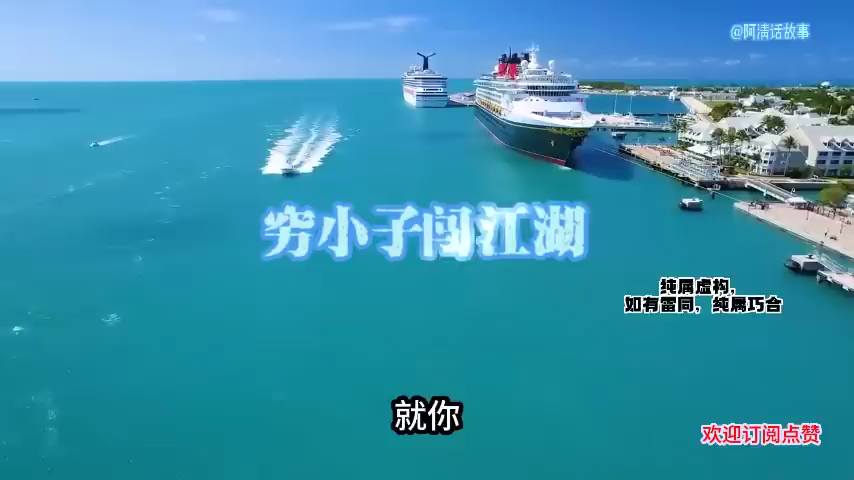 @阿清话故事
穷小子闯江湖
纯属虚构，
如有雷同，纯属巧合
就你
欢迎订阅点赞